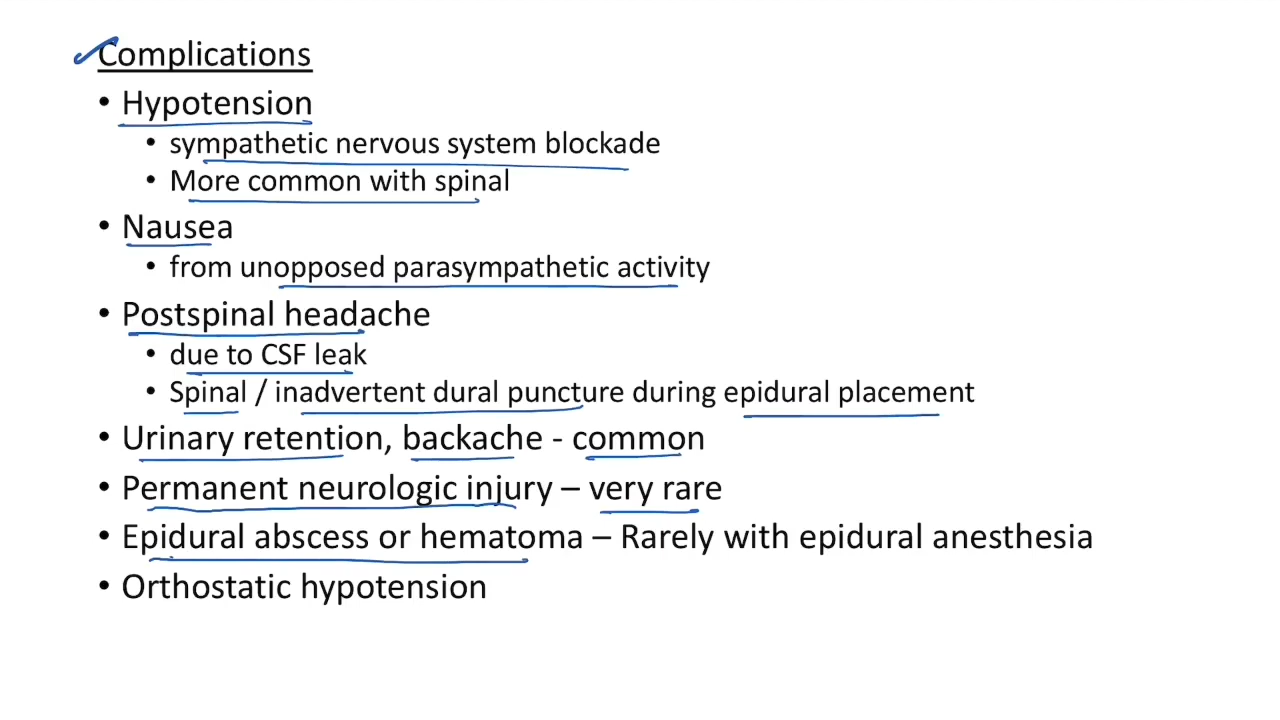 Complications
• Hypotension
• sympathetic nervous system blockade
• More common with spinal
• Nausea
• from unopposed parasympathetic activity
• Postspinal headache
• due to CSF leak
• Spinal / inadvertent dural puncture during epidural placement
• Urinary retention, backache - common
• Permanent neurologic injury – very rare
• Epidural abscess or hematoma – Rarely with epidural anesthesia
• Orthostatic hypotension